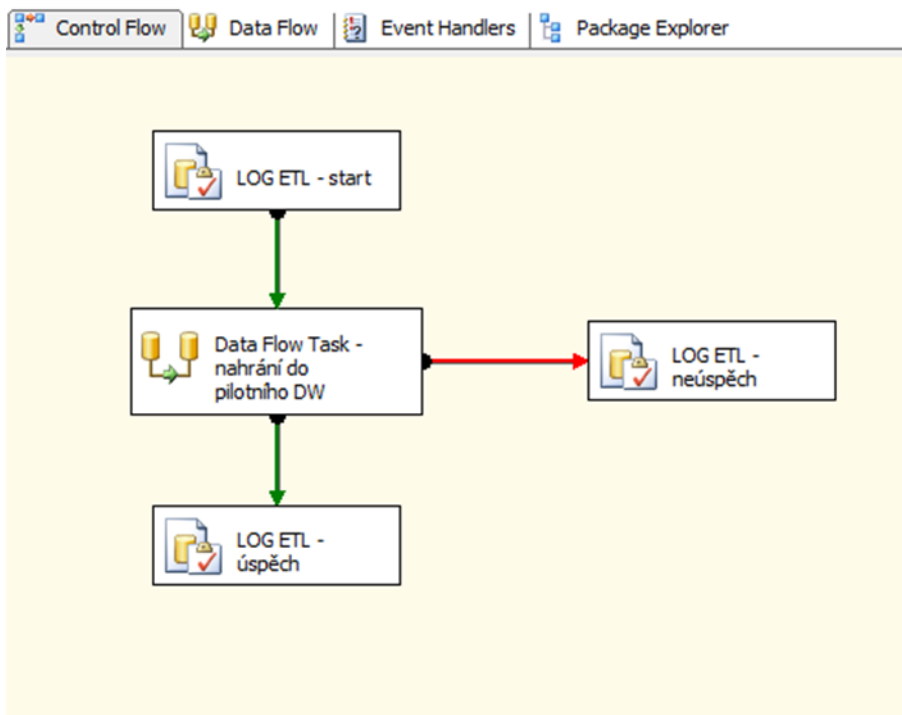 Control Flow
Data Flow
Event Handlers
Package Explorer
LOG ETL - start
Data Flow Task -
nahrání do
pilotního DW
LOG ETL -
neúspěch
LOG ETL -
úspěch